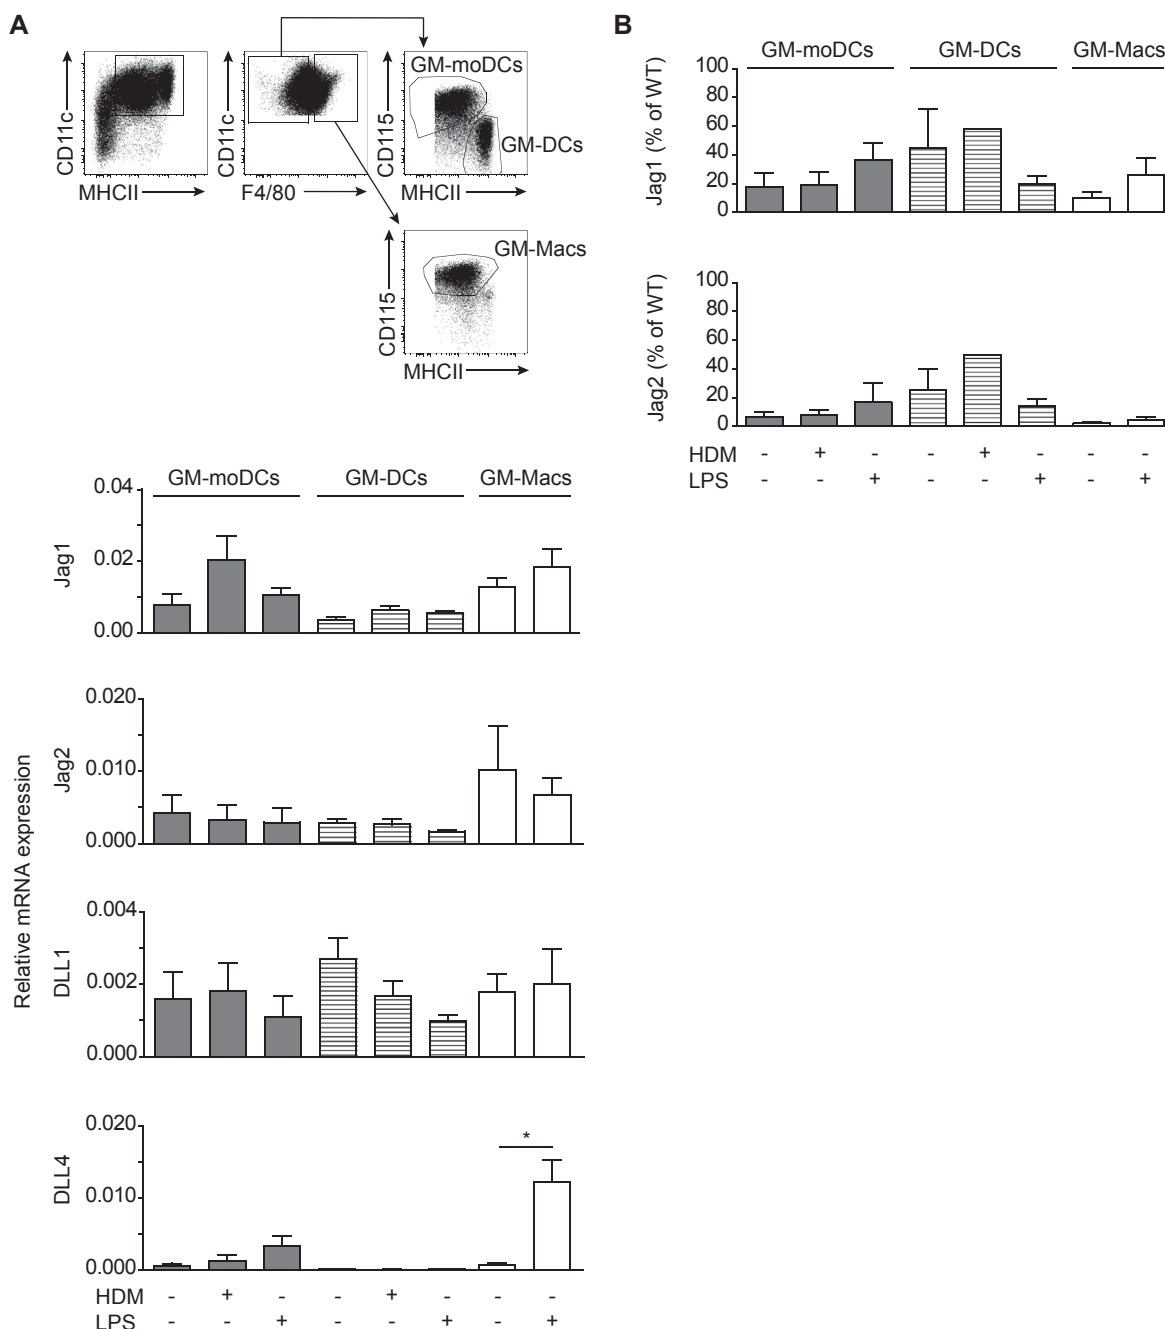 A
CD11c
MHCII
CD11c
F4/80
CD115
MHCII
GM-moDCs
GM-DCs
CD115
MHCII
GM-Macs
Relative mRNA expression
GM-moDCs GM-DCs GM-Macs
Jag1
0.04
0.02
0.00
Jag2
0.020
0.010
0.000
DLL1
0.004
0.002
0.000
DLL4
0.020
0.010
0.000
*
HDM - + - - + - - -
LPS - - + - - + - +
B
GM-moDCs GM-DCs GM-Macs
Jag1 (% of WT)
100
80
60
40
20
0
Jag2 (% of WT)
100
80
60
40
20
0
HDM - + - - + - - -
LPS - - + - - + - +